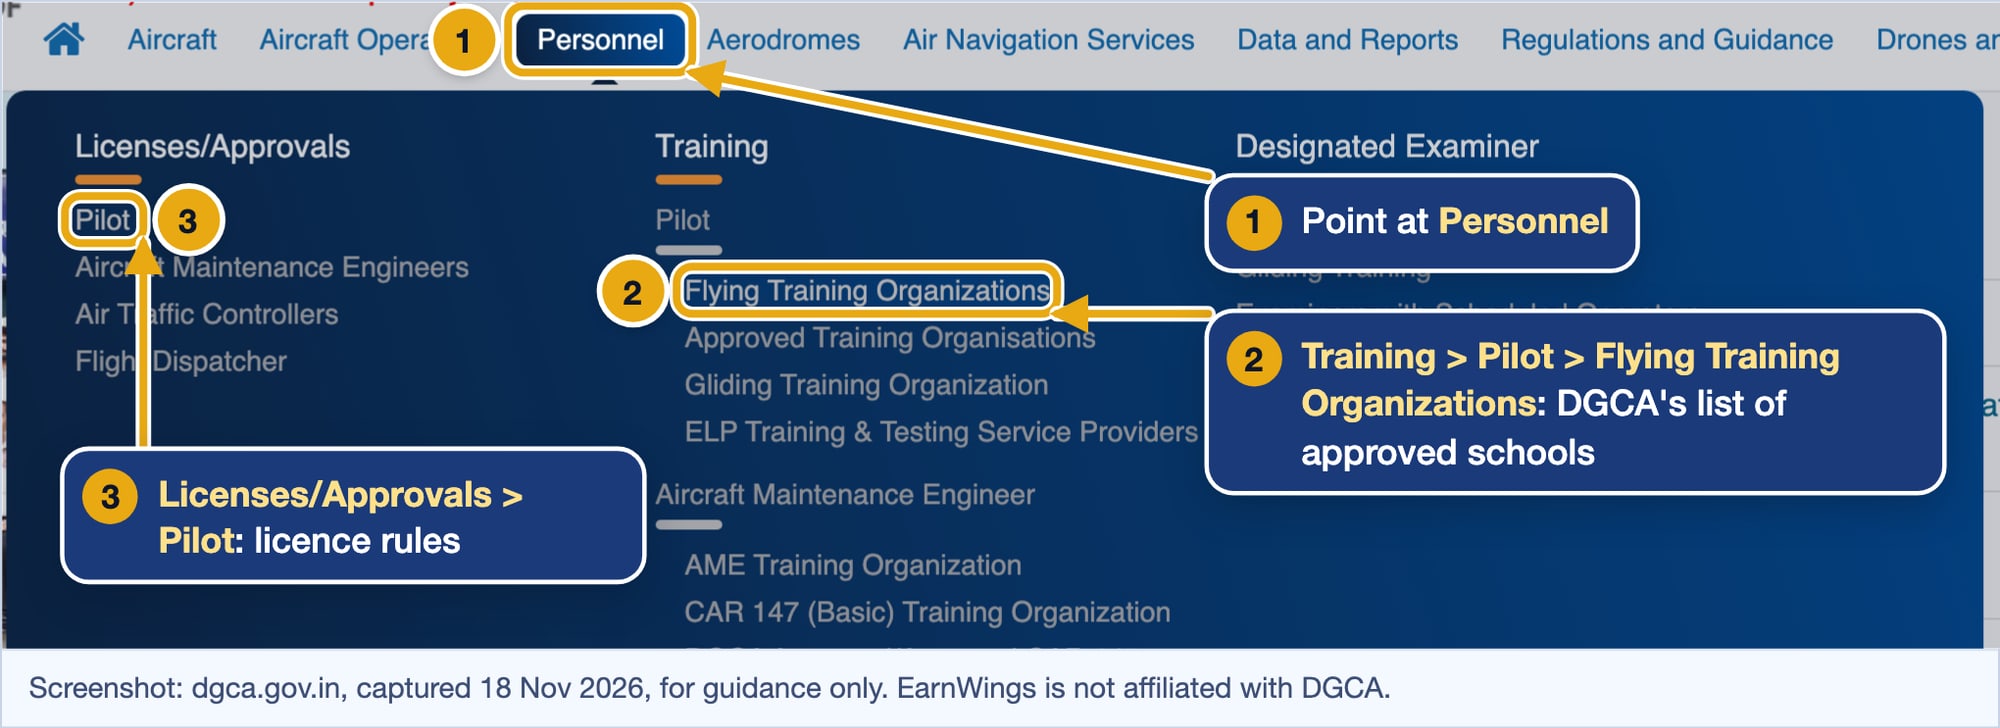 Aircraft Aircraft Opera 1 Personnel Aerodromes Air Navigation Services Data and Reports Regulations and Guidance Drones
Licenses/Approvals
Pilot 3
Aircraft Maintenance Engineers
Air Traffic Controllers
Flight Dispatcher
3 Licenses/Approvals >
Pilot: licence rules
Training
Pilot
2 Flying Training Organizations
Approved Training Organisations
Gliding Training Organization
ELP Training & Testing Service Providers
Aircraft Maintenance Engineer
AME Training Organization
CAR 147 (Basic) Training Organization
Designated Examiner
1 Point at Personnel
2 Training > Pilot > Flying Training
Organizations: DGCA's list of
approved schools
Screenshot: dgca.gov.in, captured 18 Nov 2026, for guidance only. EarnWings is not affiliated with DGCA.